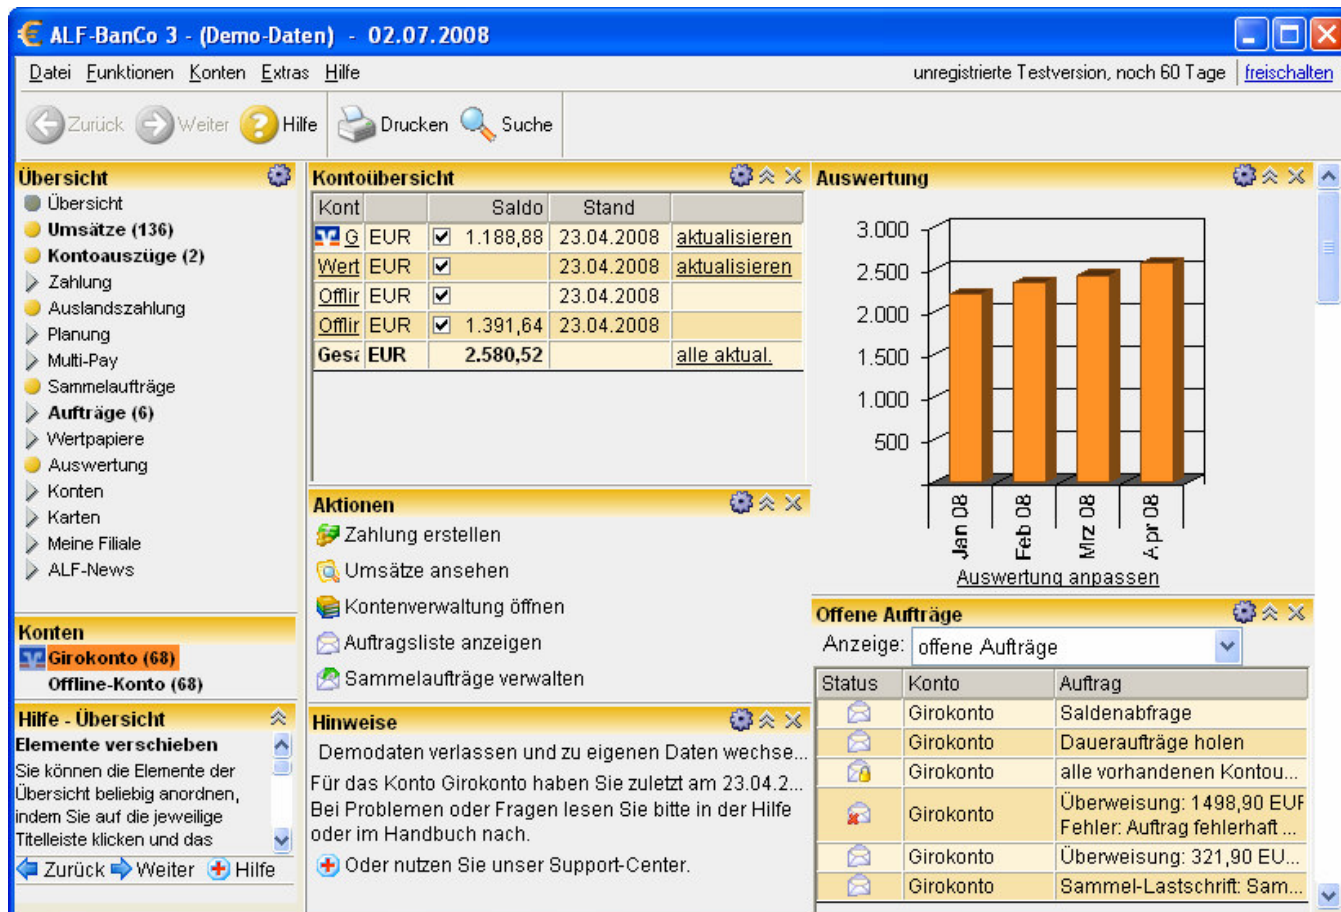 ALF-BanCo 3 - (Demo-Daten) - 02.07.2008
Datei Funktionen Konten Extras Hilfe
unregistrierte Testversion, noch 60 Tage freischalten
Zurück Weiter Hilfe Drucken Suche
Übersicht
Übersicht
Umsätze (136)
Kontoauszüge (2)
Zahlung
Auslandszahlung
Planung
Multi-Pay
Sammelaufträge
Aufträge (6)
Wertpapiere
Auswertung
Konten
Karten
Meine Filiale
ALF-News
Konten
Girokonto (68)
Offline-Konto (68)
Hilfe - Übersicht
Elemente verschieben
Sie können die Elemente der
Übersicht beliebig anordnen,
indem Sie auf die jeweilige
Titelleiste klicken und das
Zurück Weiter Hilfe
Kontoübersicht
Kont Saldo Stand
G EUR 1.188,88 23.04.2008 aktualisieren
Wert EUR 23.04.2008 aktualisieren
Offlir EUR 23.04.2008
Offlir EUR 1.391,64 23.04.2008
Gesa EUR 2.580,52 alle aktual.
Aktionen
Zahlung erstellen
Umsätze ansehen
Kontenverwaltung öffnen
Auftragsliste anzeigen
Sammelaufträge verwalten
Hinweise
Demodaten verlassen und zu eigenen Daten wechse...
Für das Konto Girokonto haben Sie zuletzt am 23.04.2...
Bei Problemen oder Fragen lesen Sie bitte in der Hilfe
oder im Handbuch nach.
Oder nutzen Sie unser Support-Center.
Auswertung
3.000
2.500
2.000
1.500
1.000
500
Jan 08
Feb 08
Mrz 08
Apr 08
Auswertung anpassen
Offene Aufträge
Anzeige: offene Aufträge
Status Konto Auftrag
Girokonto Saldenabfrage
Girokonto Daueraufträge holen
Girokonto alle vorhandenen Kontou...
Girokonto Überweisung: 1498,90 EUR
Fehler: Auftrag fehlerhaft ...
Girokonto Überweisung: 321,90 EU...
Girokonto Sammel-Lastschrift: Sam...